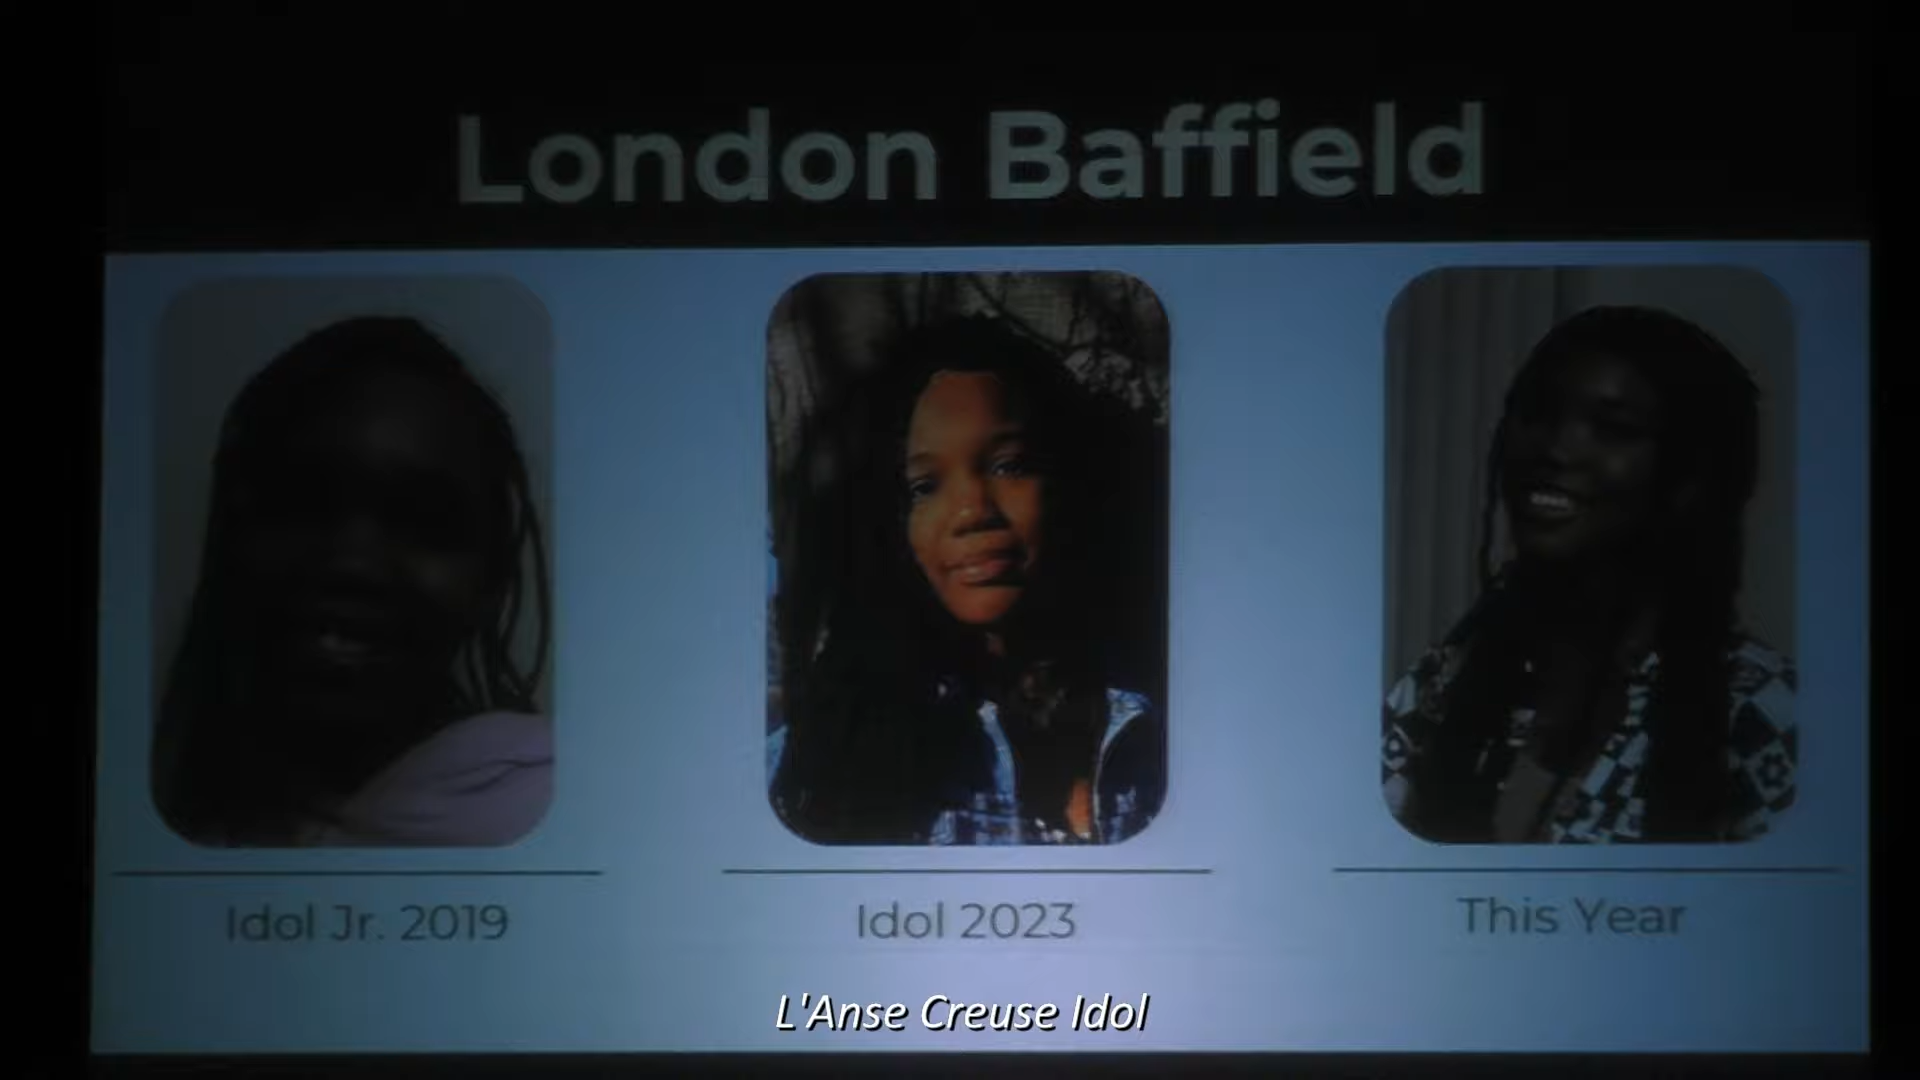 London Baffield
Idol Jr. 2019
Idol 2023
This Year
L'Anse Creuse Idol